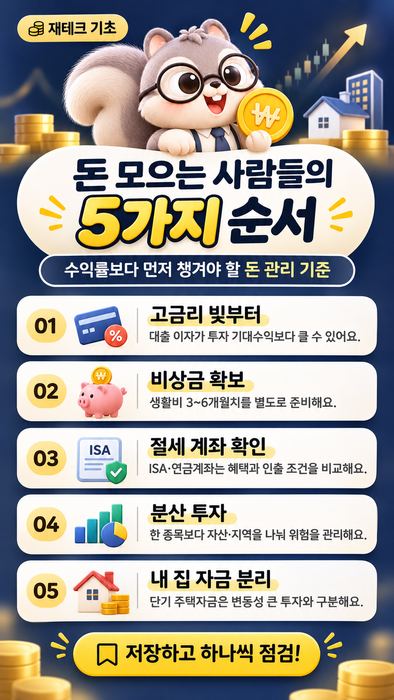 재테크 기초
₩
돈 모으는 사람들의
5가지 순서
수익률보다 먼저 챙겨야 할 돈 관리 기준
01
%
고금리 빚부터
대출 이자가 투자 기대수익보다 클 수 있어요.
02
₩
비상금 확보
생활비 3~6개월치를 별도로 준비해요.
03
ISA
절세 계좌 확인
ISA·연금계좌는 혜택과 인출 조건을 비교해요.
04
분산 투자
한 종목보다 자산·지역을 나눠 위험을 관리해요.
05
내 집 자금 분리
단기 주택자금은 변동성 큰 투자와 구분해요.
저장하고 하나씩 점검!